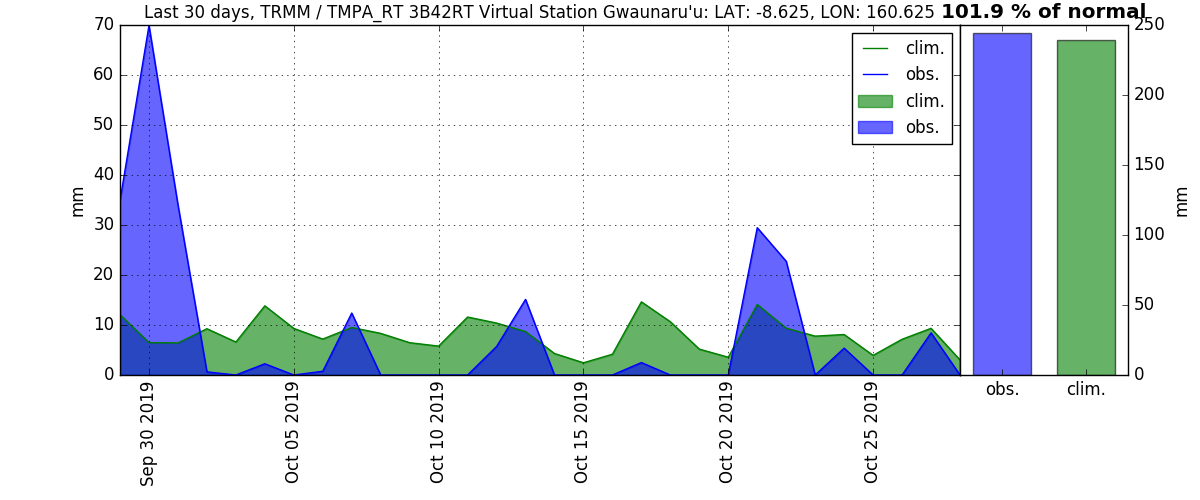 Last 30 days, TRMM / TMPA_RT 3B42RT Virtual Station Gwaunaru'u: LAT: -8.625, LON: 160.625 101.9 % of normal
70
60
50
40
30
20
10
0
mm
Sep 30 2019
Oct 05 2019
Oct 10 2019
Oct 15 2019
Oct 20 2019
Oct 25 2019
clim.
obs.
clim.
obs.
250
200
150
100
50
0
mm
obs. clim.